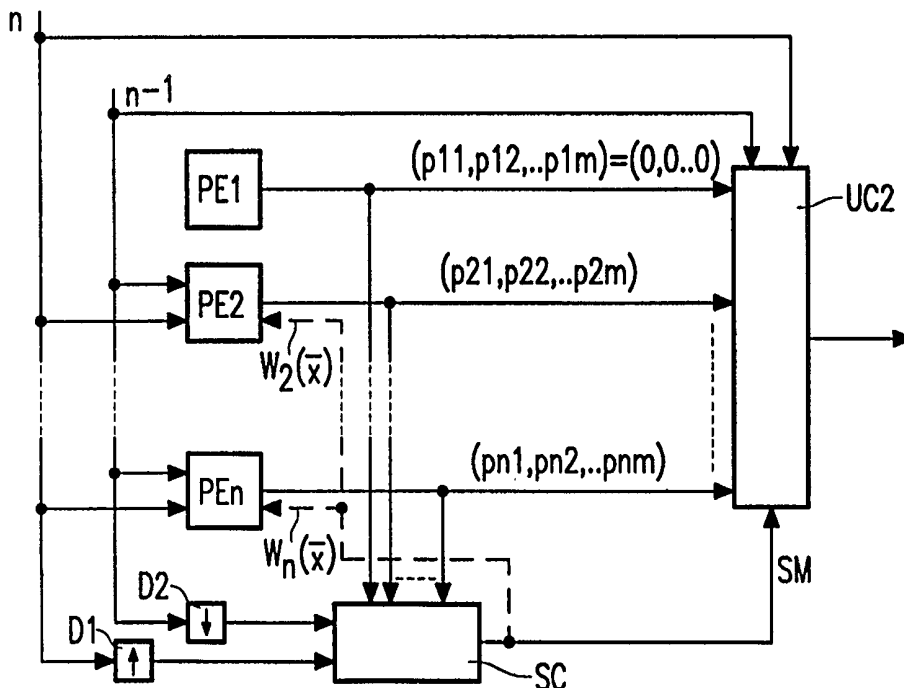 n
n-1
(p11,p12,..p1m)=(0,0..0)
PE1
UC2
(p21,p22,..p2m)
PE2
W₂(x̄)
(pn1,pn2,..pnm)
PEn
Wₙ(x̄)
SM
D2
D1
SC